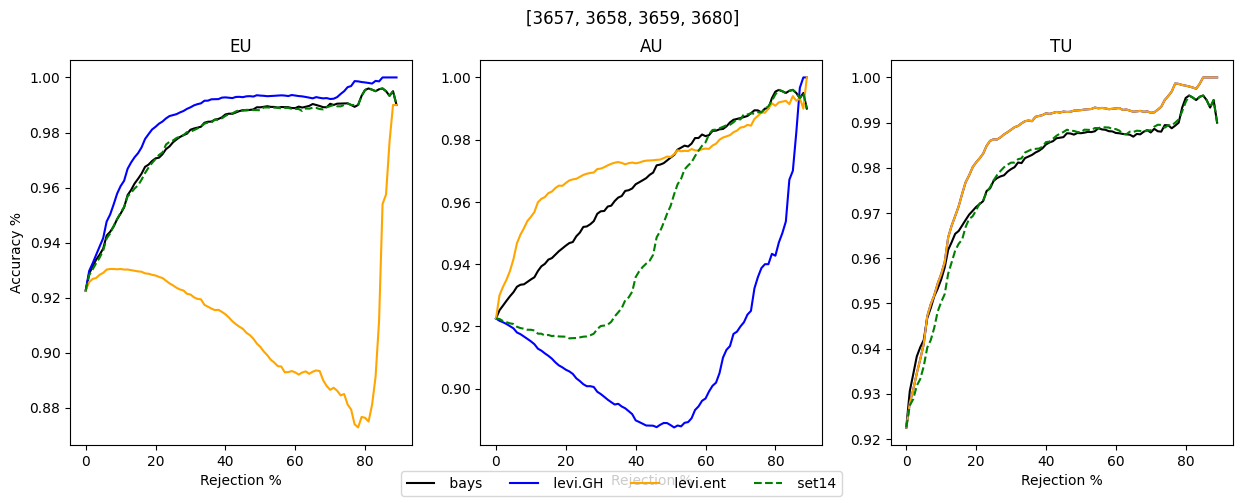 [3657, 3658, 3659, 3680]
EU
AU
TU
Accuracy %
1.00
0.98
0.96
0.94
0.92
0.90
0.88
0 20 40 60 80
Rejection %
1.00
0.98
0.96
0.94
0.92
0.90
0 20 40 60 80
Rejection %
1.00
0.99
0.98
0.97
0.96
0.95
0.94
0.93
0.92
0 20 40 60 80
Rejection %
bays levi.GH levi.ent set14